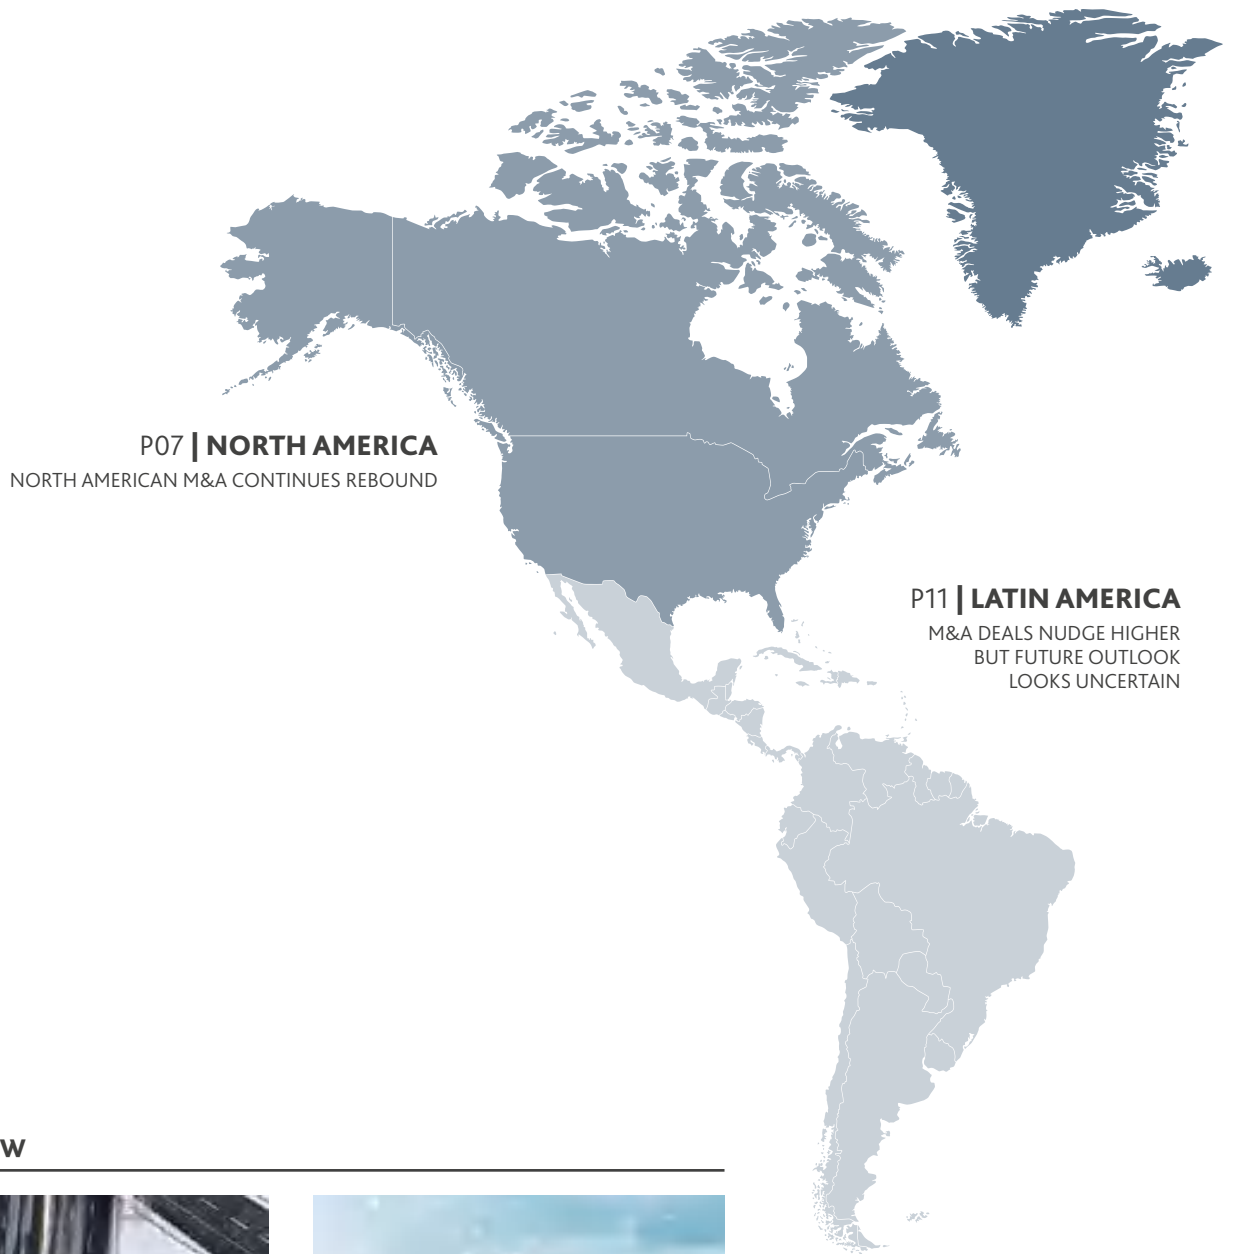 P07 | NORTH AMERICA
NORTH AMERICAN M&A CONTINUES REBOUND
P11 | LATIN AMERICA
M&A DEALS NUDGE HIGHER
BUT FUTURE OUTLOOK
LOOKS UNCERTAIN
W